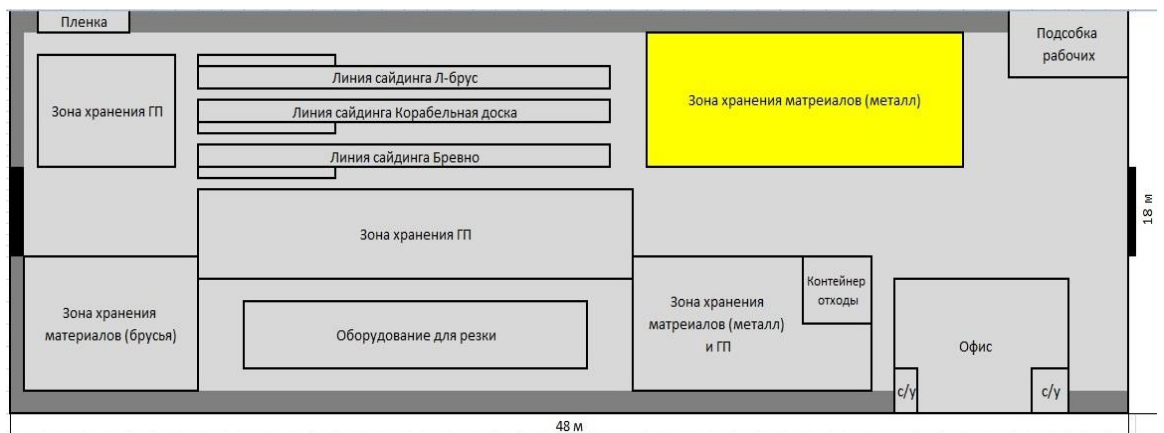 Пленка
Подсобка
рабочих
Линия сайдинга Л-брус
Зона хранения ГП
Линия сайдинга Корабельная доска
Зона хранения матреиалов (металл)
Линия сайдинга Бревно
18 м
Зона хранения ГП
Зона хранения
материалов (брусья)
Оборудование для резки
Зона хранения
матреиалов (металл)
и ГП
Контейнер
отходы
Офис
с/у
с/у
48 м